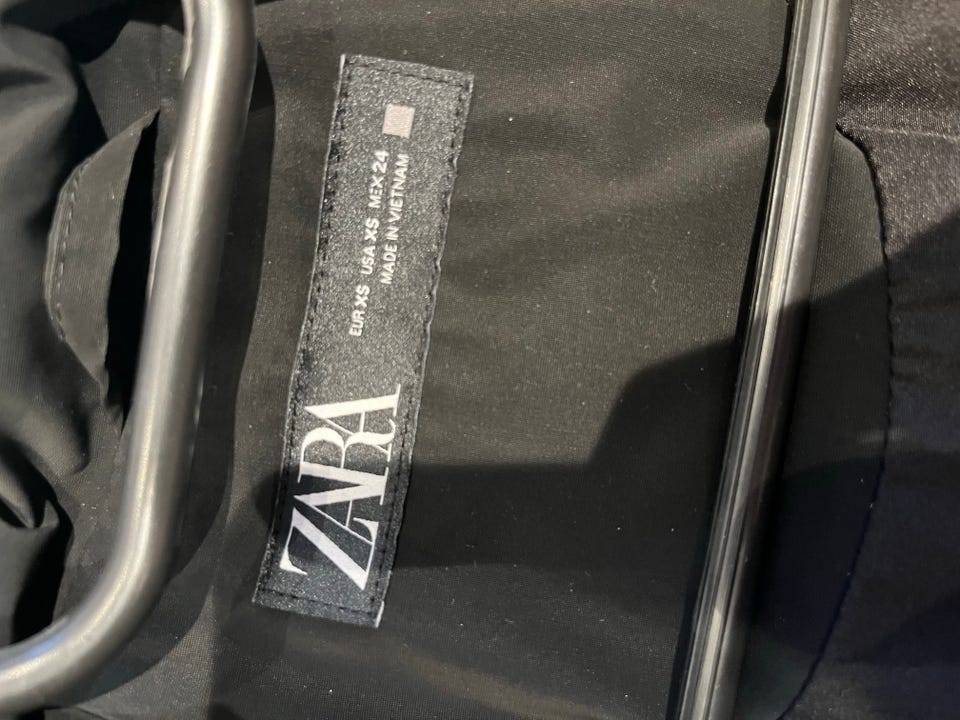 ZARA
EUR XS USA XS MEX 24
MADE IN VIETNAM